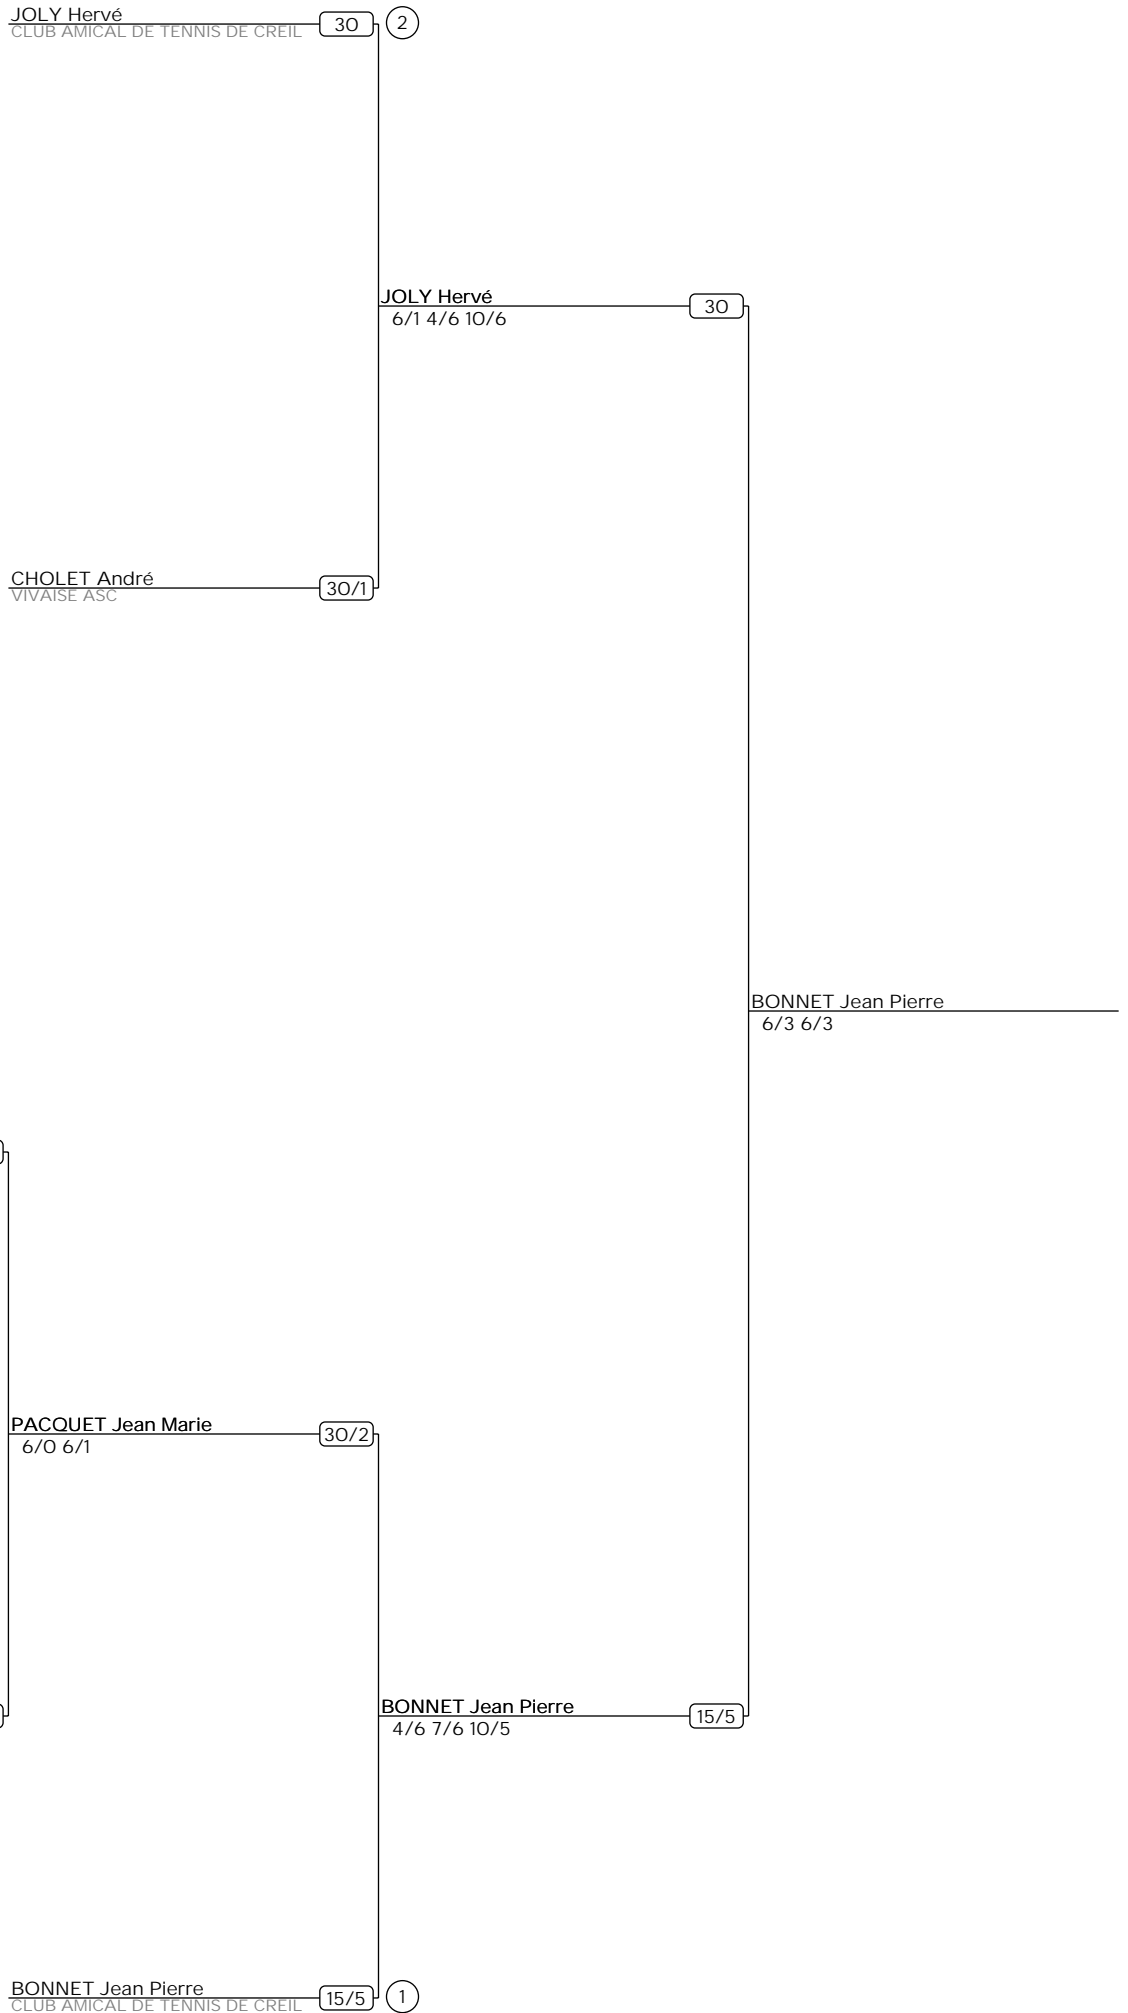 JOLY Hervé
CLUB AMICAL DE TENNIS DE CREIL
30
2
JOLY Hervé
6/1 4/6 10/6
30
CHOLET André
VIVAISE ASC
30/1
BONNET Jean Pierre
6/3 6/3
PACQUET Jean Marie
6/0 6/1
30/2
BONNET Jean Pierre
4/6 7/6 10/5
15/5
BONNET Jean Pierre
CLUB AMICAL DE TENNIS DE CREIL
15/5
1